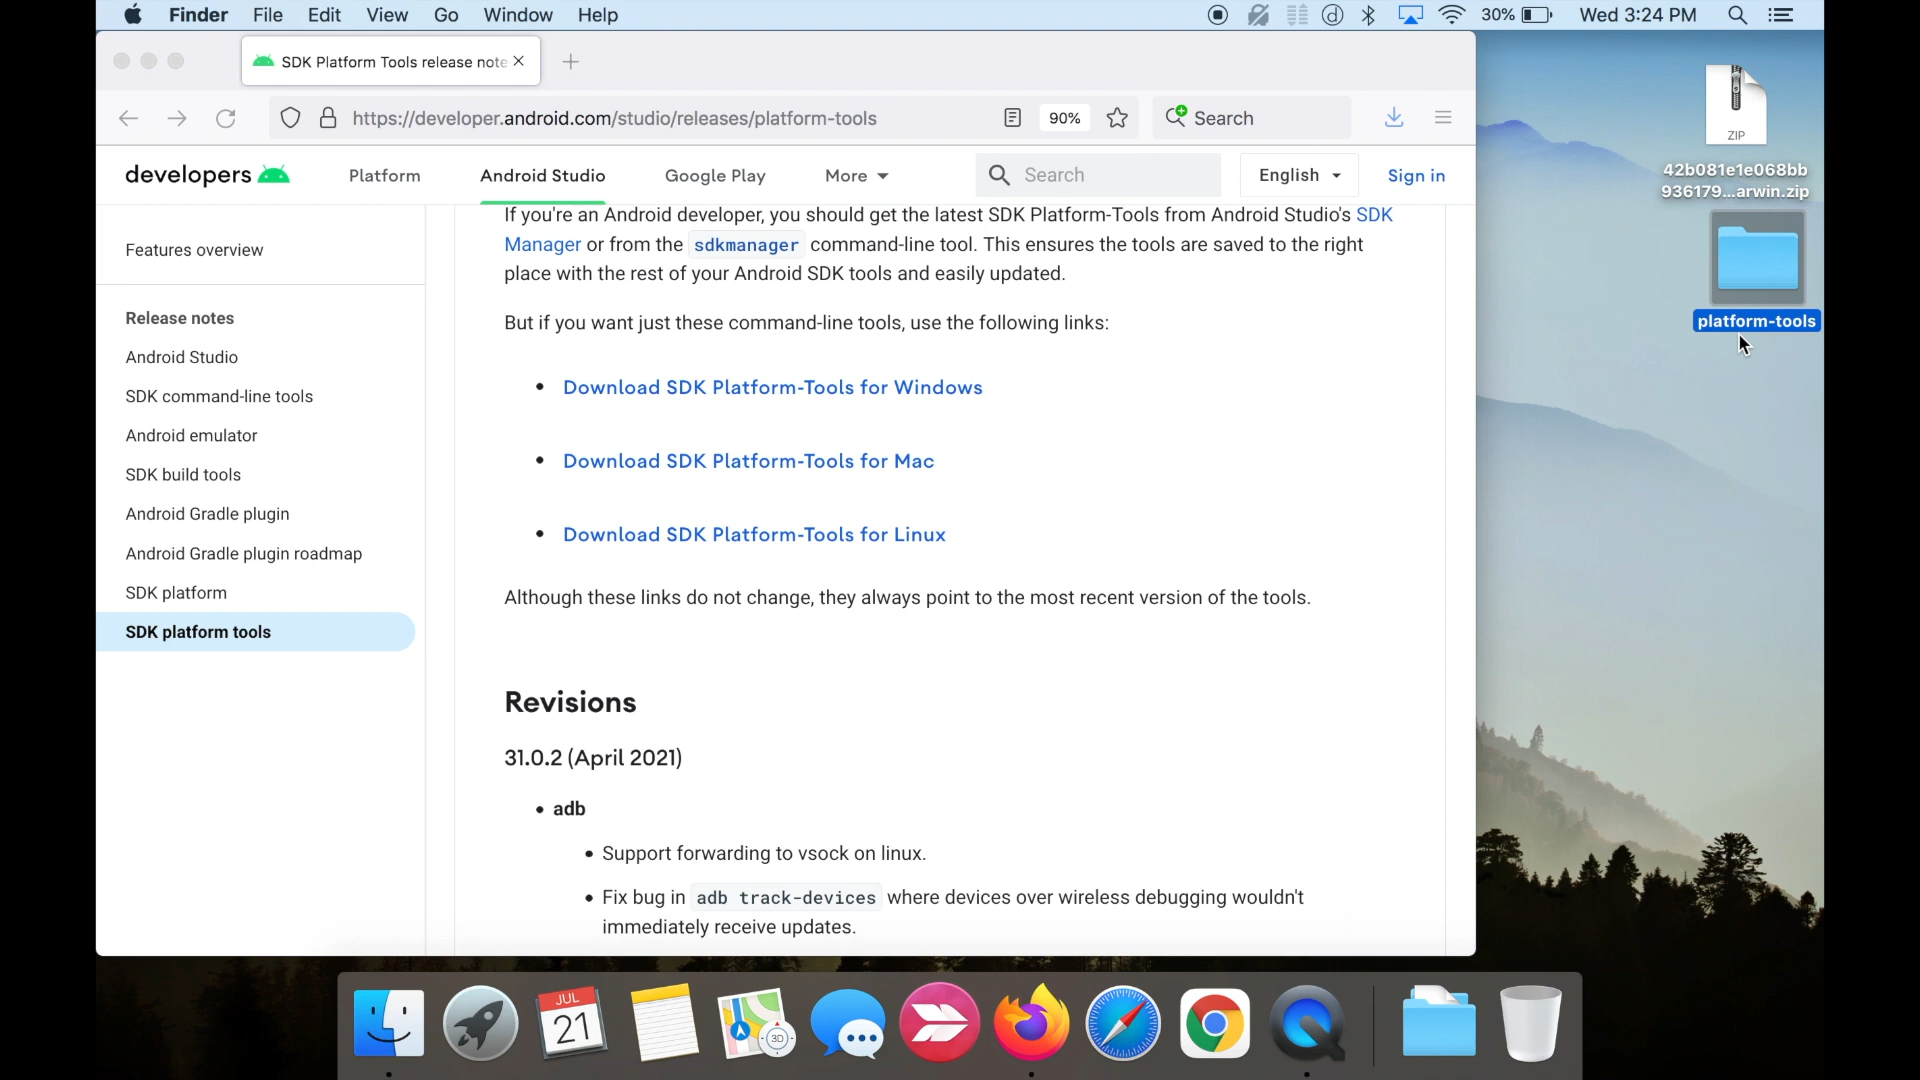 Finder File Edit View Go Window Help
30% Wed 3:24 PM
SDK Platform Tools release note
https://developer.android.com/studio/releases/platform-tools
90%
Search
developers
Platform
Android Studio
Google Play
More
Search
English
Sign in
Features overview
Release notes
Android Studio
SDK command-line tools
Android emulator
SDK build tools
Android Gradle plugin
Android Gradle plugin roadmap
SDK platform
SDK platform tools
If you're an Android developer, you should get the latest SDK Platform-Tools from Android Studio's SDK
Manager or from the sdkmanager command-line tool. This ensures the tools are saved to the right
place with the rest of your Android SDK tools and easily updated.
But if you want just these command-line tools, use the following links:
• Download SDK Platform-Tools for Windows
• Download SDK Platform-Tools for Mac
• Download SDK Platform-Tools for Linux
Although these links do not change, they always point to the most recent version of the tools.
Revisions
31.0.2 (April 2021)
• adb
• Support forwarding to vsock on linux.
• Fix bug in adb track-devices where devices over wireless debugging wouldn't
immediately receive updates.
ZIP
42b081e1e068bb
936179...arwin.zip
platform-tools
JUL
21
3D